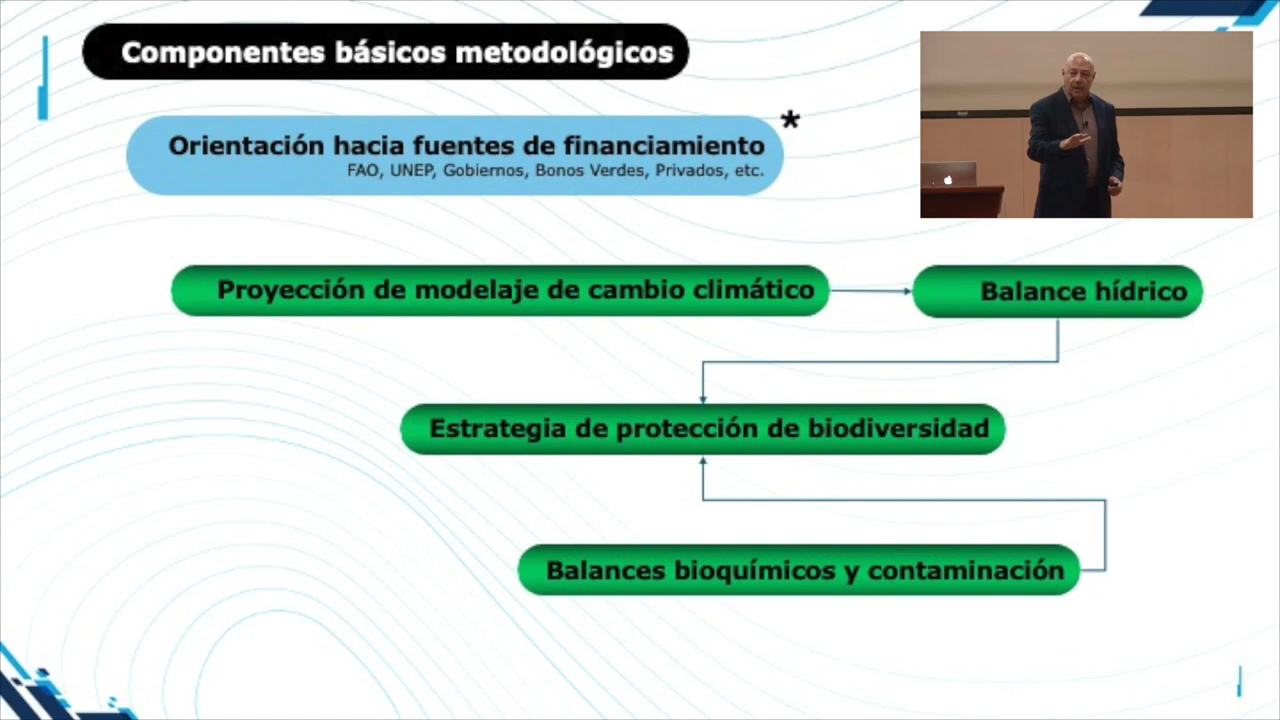 Componentes básicos metodológicos
*
Orientación hacia fuentes de financiamiento
FAO, UNEP, Gobiernos, Bonos Verdes, Privados, etc.
Proyección de modelaje de cambio climático
Balance hídrico
Estrategia de protección de biodiversidad
Balances bioquímicos y contaminación